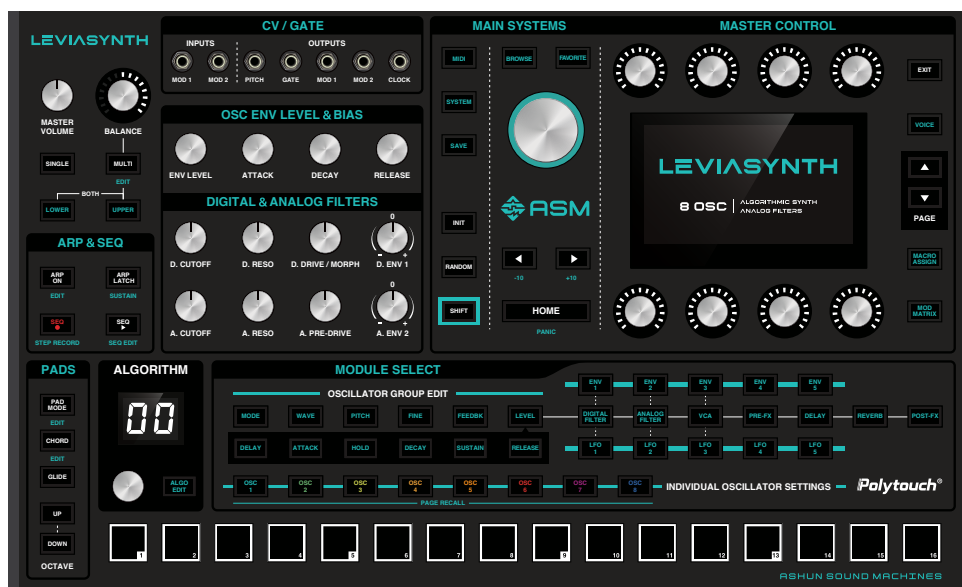 LEVIASYNTH
MASTER VOLUME
BALANCE
SINGLE
MULTI
EDIT
BOTH
LOWER
UPPER
CV / GATE
INPUTS
OUTPUTS
MOD 1
MOD 2
PITCH
GATE
MOD 1
MOD 2
CLOCK
OSC ENV LEVEL & BIAS
ENV LEVEL
ATTACK
DECAY
RELEASE
DIGITAL & ANALOG FILTERS
0
D. CUTOFF
D. RESO
D. DRIVE / MORPH
- +
D. ENV 1
0
A. CUTOFF
A. RESO
A. PRE-DRIVE
- +
A. ENV 2
ARP & SEQ
ARP ON
ARP LATCH
EDIT
SUSTAIN
SEQ
SEQ
STEP RECORD
SEQ EDIT
MAIN SYSTEMS
MIDI
BROWSE
FAVORITE
SYSTEM
SAVE
ASM
INIT
RANDOM
-10
+10
SHIFT
HOME
PANIC
MASTER CONTROL
EXIT
VOICE
PAGE
MACRO ASSIGN
MOD MATRIX
LEVIASYNTH
8 OSC
ALGORITHMIC SYNTH
ANALOG FILTERS
PADS
PAD MODE
EDIT
CHORD
EDIT
GLIDE
UP
DOWN
OCTAVE
ALGORITHM
00
ALGO EDIT
MODULE SELECT
OSCILLATOR GROUP EDIT
MODE
WAVE
PITCH
FINE
FEEDBK
LEVEL
DELAY
ATTACK
HOLD
DECAY
SUSTAIN
RELEASE
ENV 1
ENV 2
ENV 3
ENV 4
ENV 5
DIGITAL FILTER
ANALOG FILTER
VCA
PRE-FX
DELAY
REVERB
POST-FX
LFO 1
LFO 2
LFO 3
LFO 4
LFO 5
OSC 1
OSC 2
OSC 3
OSC 4
OSC 5
OSC 6
OSC 7
OSC 8
INDIVIDUAL OSCILLATOR SETTINGS
Polytouch®
PAGE RECALL
1
2
3
4
5
6
7
8
9
10
11
12
13
14
15
16
ASHUN SOUND MACHINES